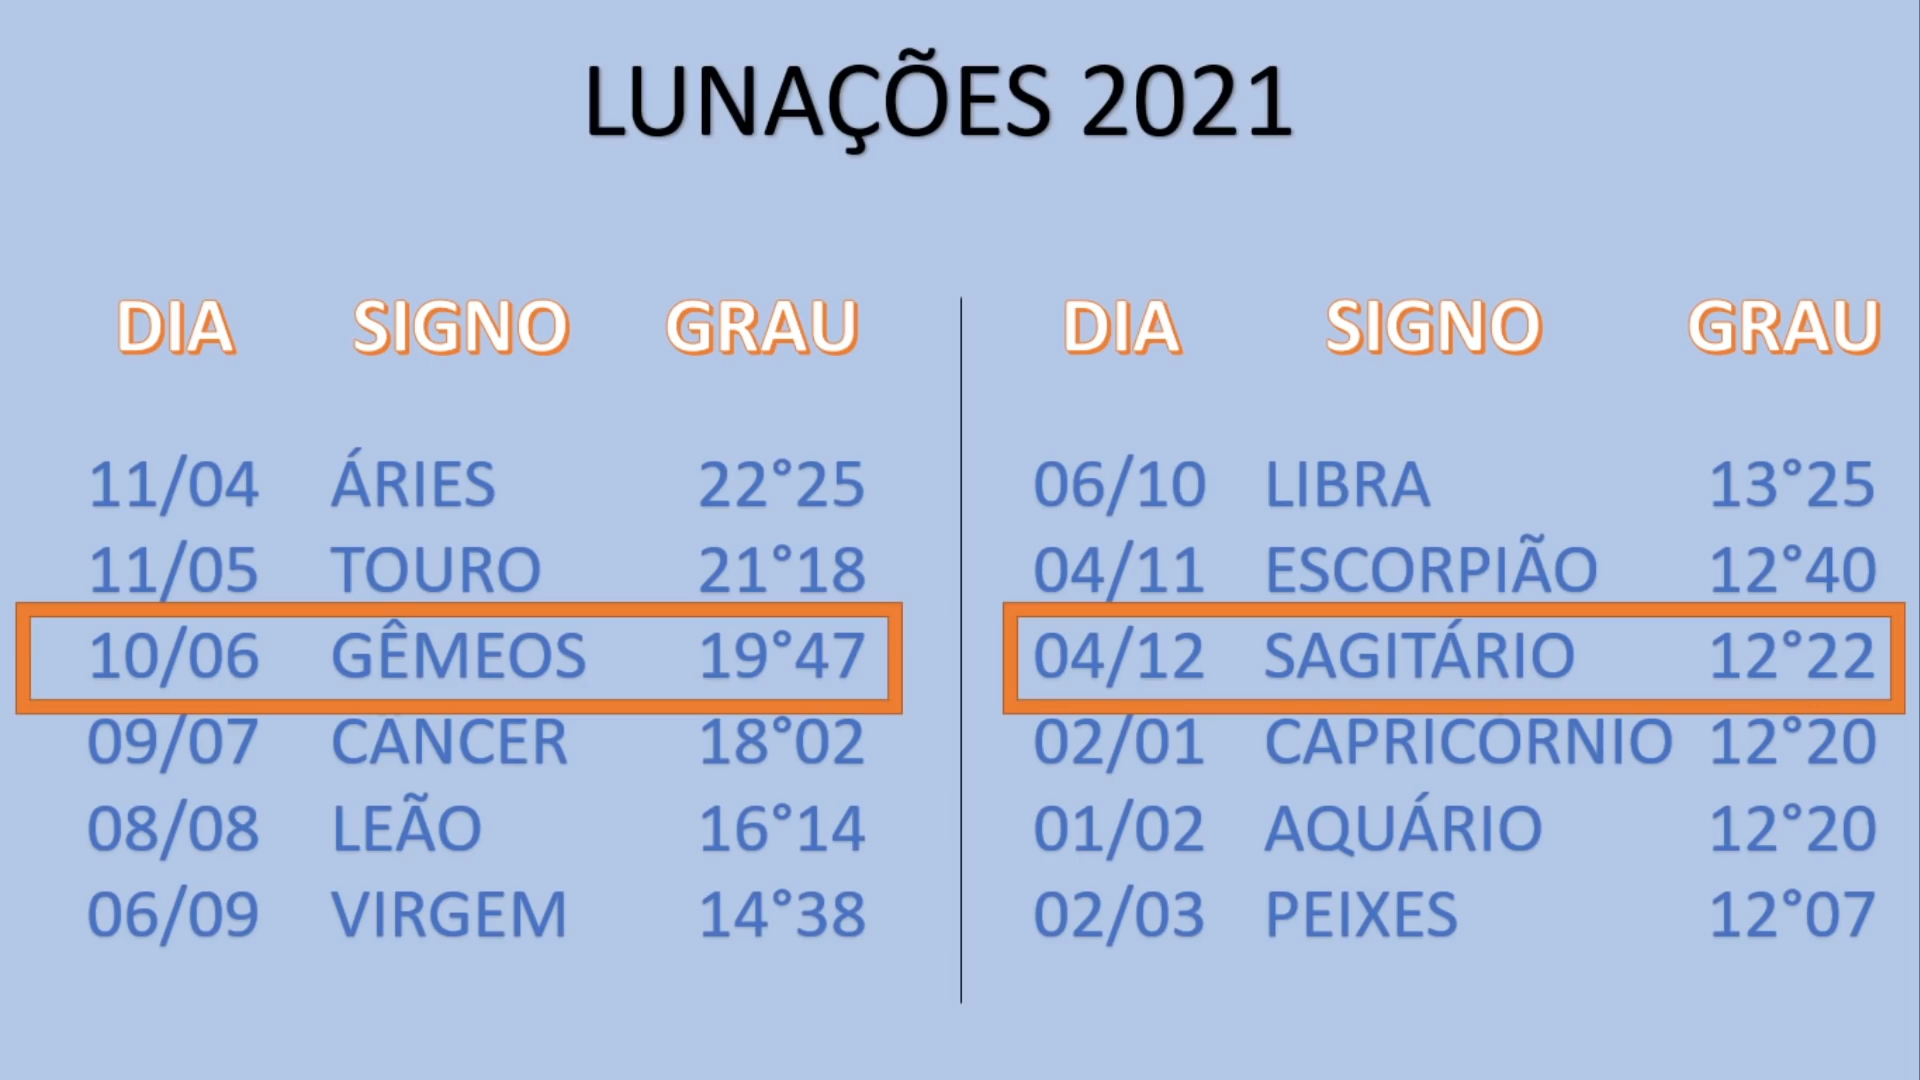 LUNAÇÕES 2021
DIA SIGNO GRAU
11/04 ÁRIES 22°25
11/05 TOURO 21°18
10/06 GÊMEOS 19°47
09/07 CÂNCER 18°02
08/08 LEÃO 16°14
06/09 VIRGEM 14°38
DIA SIGNO GRAU
06/10 LIBRA 13°25
04/11 ESCORPIÃO 12°40
04/12 SAGITÁRIO 12°22
02/01 CAPRICÓRNIO 12°20
01/02 AQUÁRIO 12°20
02/03 PEIXES 12°07